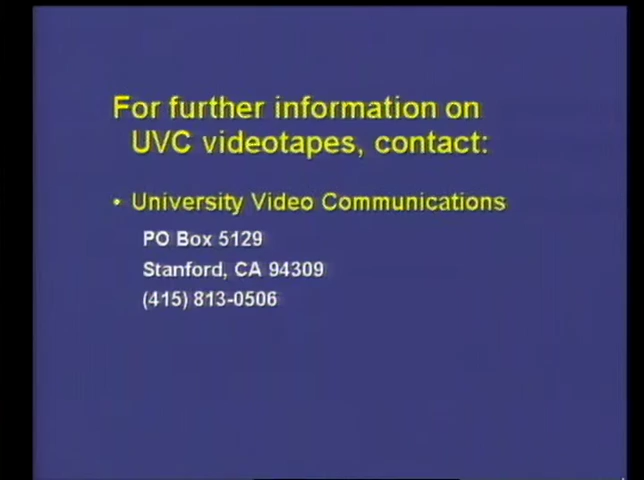 For further information on
UVC videotapes, contact:
• University Video Communications
PO Box 5129
Stanford, CA 94309
(415) 813-0506